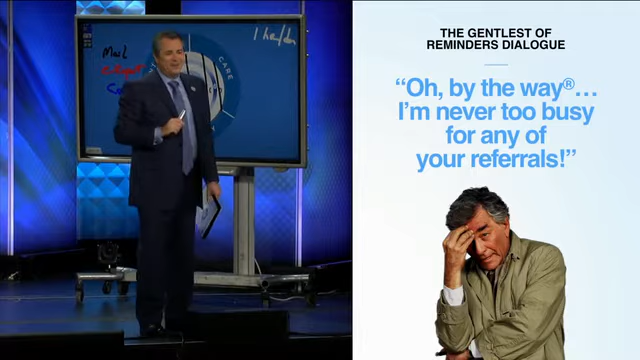 THE GENTLEST OF
REMINDERS DIALOGUE
“Oh, by the way®…
I’m never too busy
for any of
your referrals!”
Mail
CARE